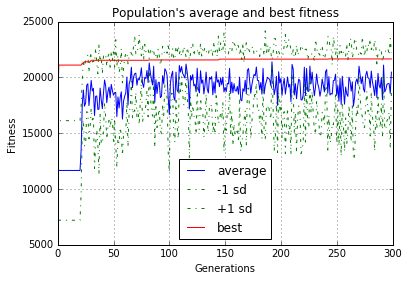 Population's average and best fitness
25000
20000
15000
10000
5000
Fitness
average
-1 sd
+1 sd
best
0
50
100
150
200
250
300
Generations